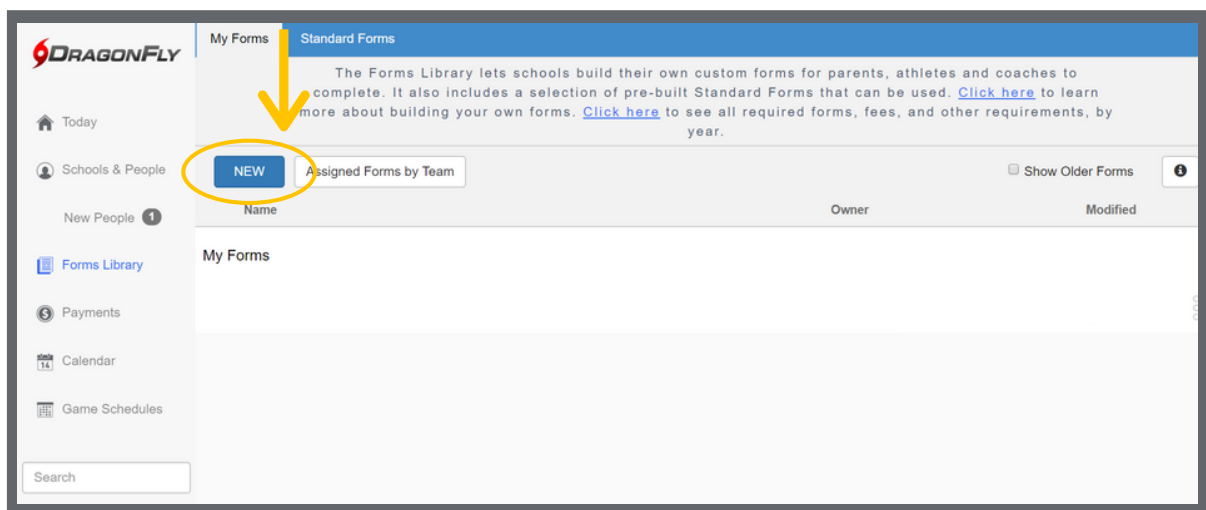 DRAGONFLY
Today
Schools & People
New People 1
Forms Library
Payments
14
Calendar
Game Schedules
Search
My Forms
Standard Forms
The Forms Library lets schools build their own custom forms for parents, athletes and coaches to
complete. It also includes a selection of pre-built Standard Forms that can be used. Click here to learn
more about building your own forms. Click here to see all required forms, fees, and other requirements, by
year.
NEW
Assigned Forms by Team
Show Older Forms
Name
Owner
Modified
My Forms